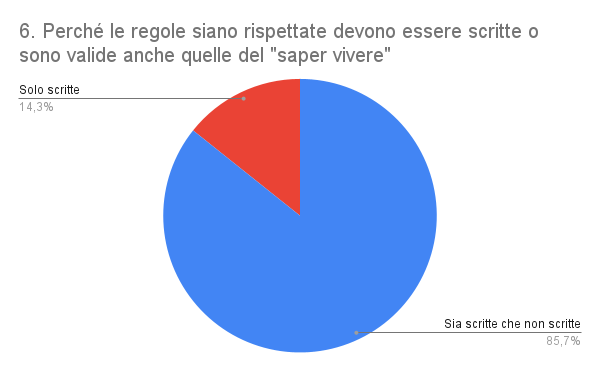 6. Perché le regole siano rispettate devono essere scritte o
sono valide anche quelle del "saper vivere"
Solo scritte
14,3%
Sia scritte che non scritte
85,7%